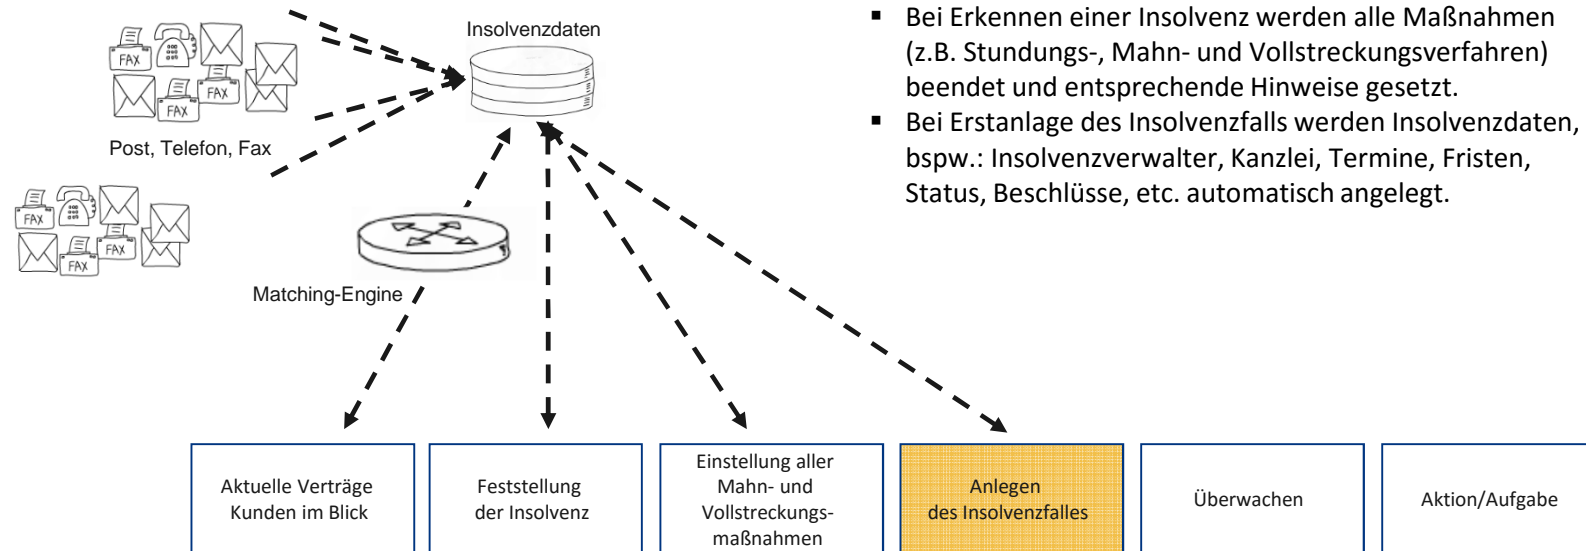 Insolvenzdaten
FAX
FAX
FAX
Post, Telefon, Fax
FAX
FAX
FAX
Matching-Engine
▪ Bei Erkennen einer Insolvenz werden alle Maßnahmen
(z.B. Stundungs-, Mahn- und Vollstreckungsverfahren)
beendet und entsprechende Hinweise gesetzt.
▪ Bei Erstanlage des Insolvenzfalls werden Insolvenzdaten,
bspw.: Insolvenzverwalter, Kanzlei, Termine, Fristen,
Status, Beschlüsse, etc. automatisch angelegt.
Aktuelle Verträge
Kunden im Blick
Feststellung
der Insolvenz
Einstellung aller
Mahn- und
Vollstreckungs-
maßnahmen
Anlegen
des Insolvenzfalles
Überwachen
Aktion/Aufgabe